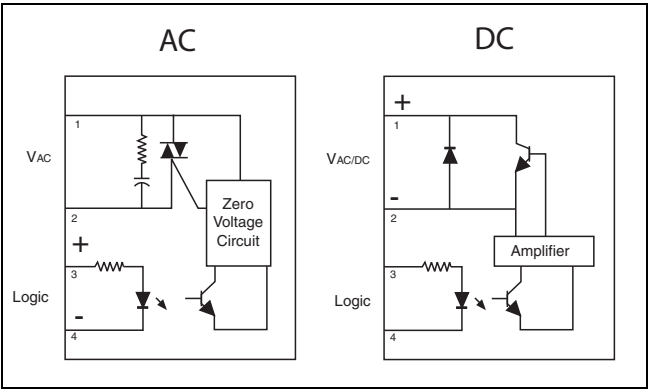 AC
1
VAC
2
Zero
Voltage
Circuit
+
3
Logic
-
4
DC
+
1
VAC/DC
-
2
Amplifier
3
Logic
4